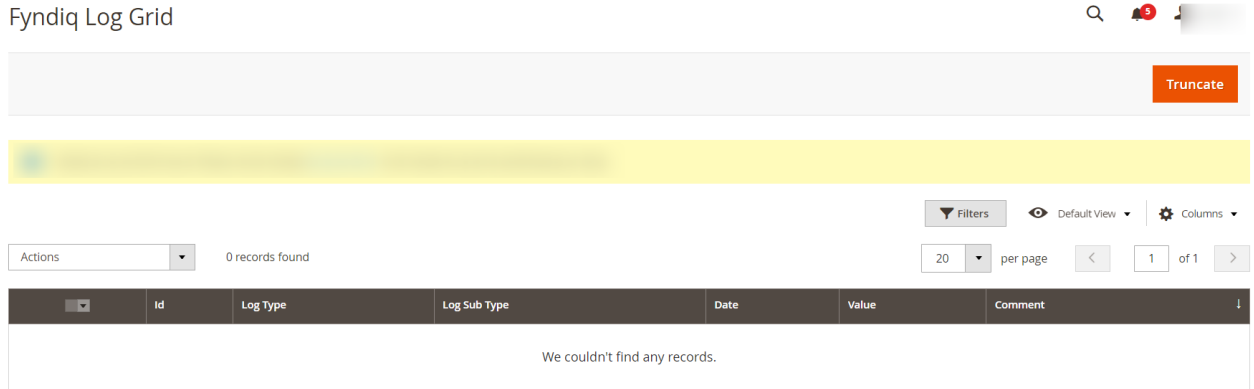 Fyndiq Log Grid
5
Truncate
Filters Default View Columns
Actions 0 records found 20 per page 1 of 1
Id Log Type Log Sub Type Date Value Comment
We couldn't find any records.